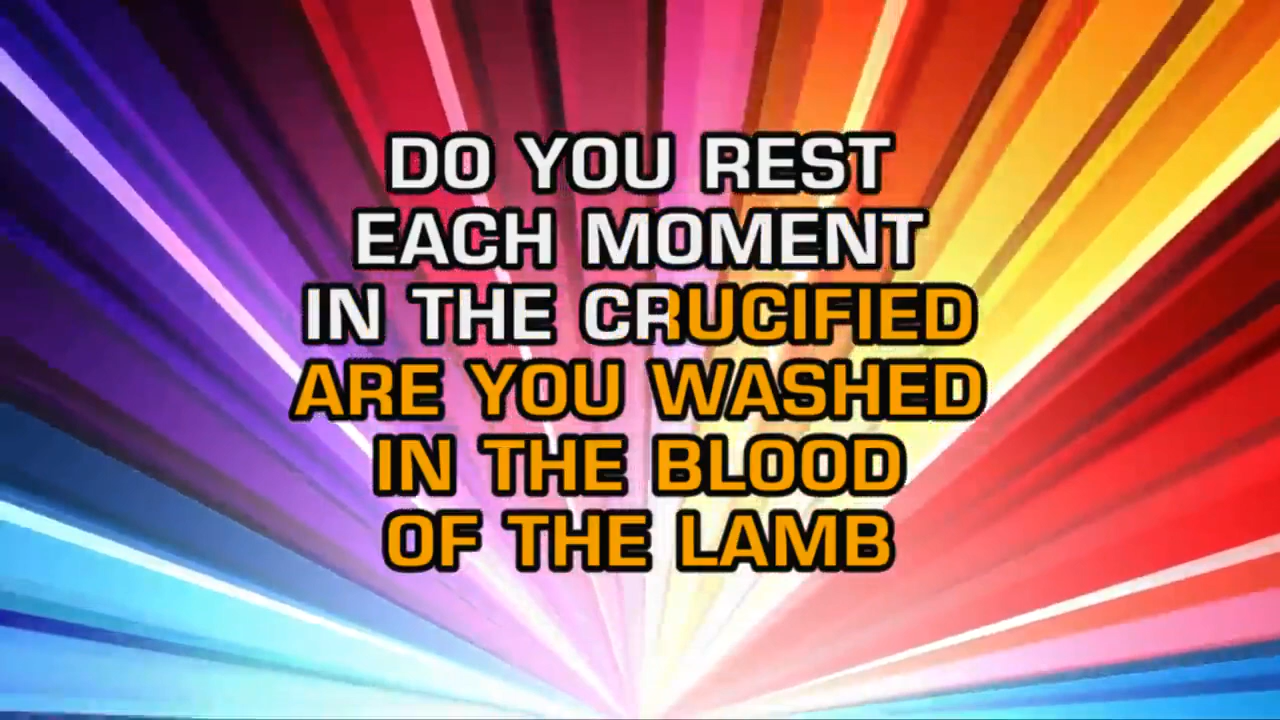 DO YOU REST
EACH MOMENT
IN THE CRUCIFIED
ARE YOU WASHED
IN THE BLOOD
OF THE LAMB